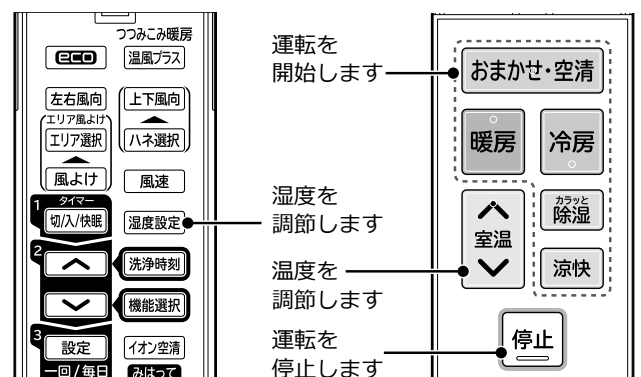 つつみこみ暖房
eco
温風プラス
左右風向
上下風向
エリア風よけ
エリア選択
ハネ選択
風よけ
風速
1
タイマー
切/入/快眠
湿度設定
2
洗浄時刻
機能選択
3
設定
イオン空清
一回/毎日
みはって
運転を
開始します
湿度を
調節します
温度を
調節します
運転を
停止します
おまかせ・空清
暖房
冷房
室温
カラッと
除湿
涼快
停止